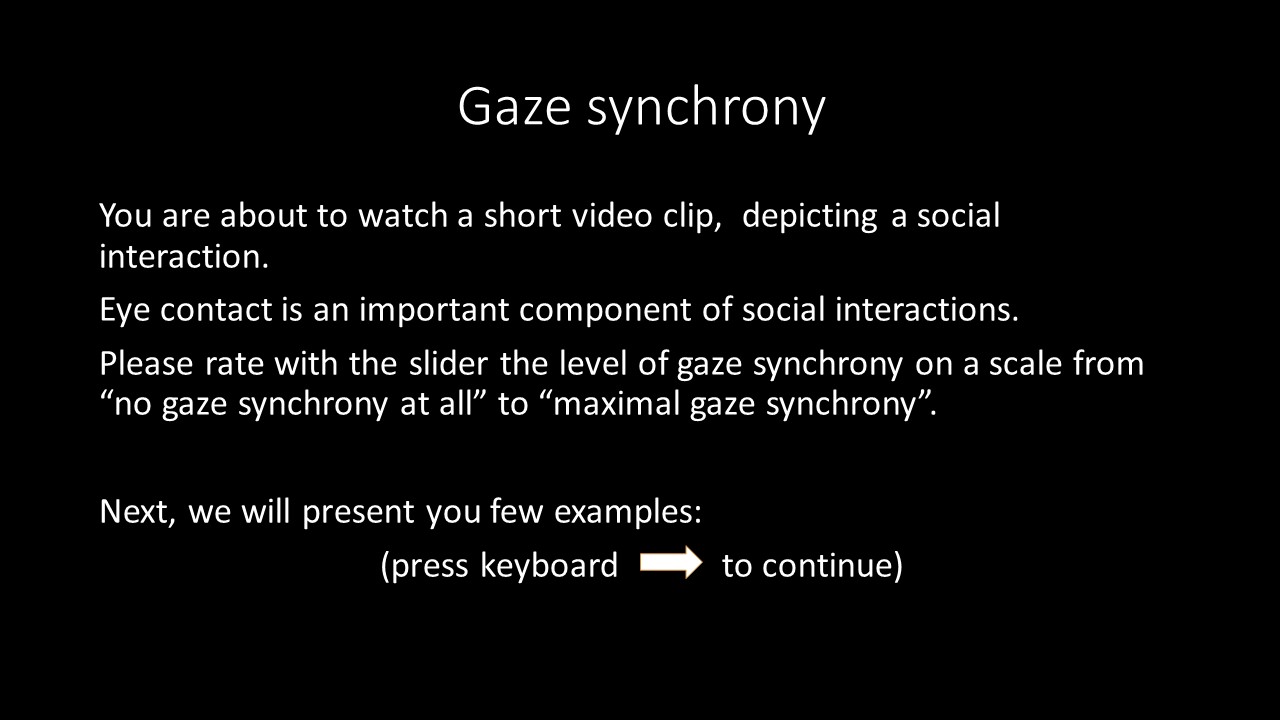 Gaze synchrony
You are about to watch a short video clip,  depicting a social
interaction.
Eye contact is an important component of social interactions.
Please rate with the slider the level of gaze synchrony on a scale from
“no gaze synchrony at all” to “maximal gaze synchrony”.
Next, we will present you few examples:
(press keyboard to continue)